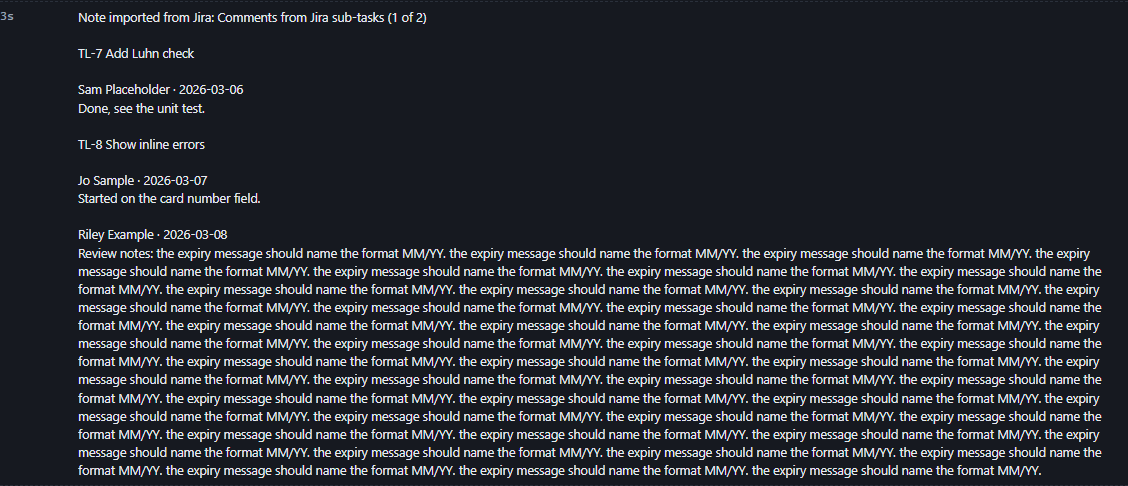 3s
Note imported from Jira: Comments from Jira sub-tasks (1 of 2)
TL-7 Add Luhn check
Sam Placeholder · 2026-03-06
Done, see the unit test.
TL-8 Show inline errors
Jo Sample · 2026-03-07
Started on the card number field.
Riley Example · 2026-03-08
Review notes: the expiry message should name the format MM/YY. the expiry message should name the format MM/YY. the expiry message should name the format MM/YY. the expiry
message should name the format MM/YY. the expiry message should name the format MM/YY. the expiry message should name the format MM/YY. the expiry message should name the
format MM/YY. the expiry message should name the format MM/YY. the expiry message should name the format MM/YY. the expiry message should name the format MM/YY. the expiry
message should name the format MM/YY. the expiry message should name the format MM/YY. the expiry message should name the format MM/YY. the expiry message should name the
format MM/YY. the expiry message should name the format MM/YY. the expiry message should name the format MM/YY. the expiry message should name the format MM/YY. the expiry
message should name the format MM/YY. the expiry message should name the format MM/YY. the expiry message should name the format MM/YY. the expiry message should name the
format MM/YY. the expiry message should name the format MM/YY. the expiry message should name the format MM/YY. the expiry message should name the format MM/YY. the expiry
message should name the format MM/YY. the expiry message should name the format MM/YY. the expiry message should name the format MM/YY. the expiry message should name the
format MM/YY. the expiry message should name the format MM/YY. the expiry message should name the format MM/YY. the expiry message should name the format MM/YY. the expiry
message should name the format MM/YY. the expiry message should name the format MM/YY. the expiry message should name the format MM/YY. the expiry message should name the
format MM/YY. the expiry message should name the format MM/YY. the expiry message should name the format MM/YY. the expiry message should name the format MM/YY. the expiry
message should name the format MM/YY. the expiry message should name the format MM/YY. the expiry message should name the format MM/YY. the expiry message should name the
format MM/YY. the expiry message should name the format MM/YY. the expiry message should name the format MM/YY. the expiry message should name the format MM/YY.